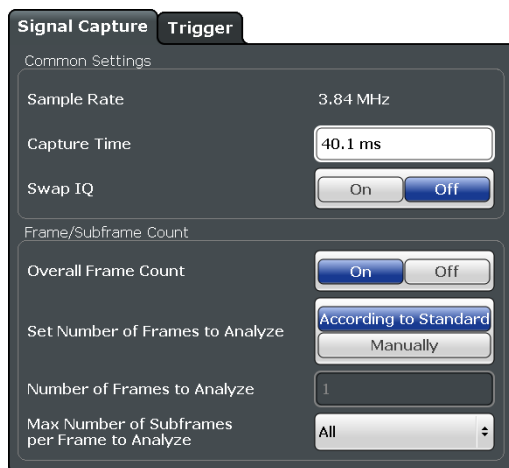 Signal Capture Trigger
Common Settings
Sample Rate 3.84 MHz
Capture Time 40.1 ms
Swap IQ On Off
Frame/Subframe Count
Overall Frame Count On Off
Set Number of Frames to Analyze According to Standard
Manually
Number of Frames to Analyze 1
Max Number of Subframes
per Frame to Analyze All